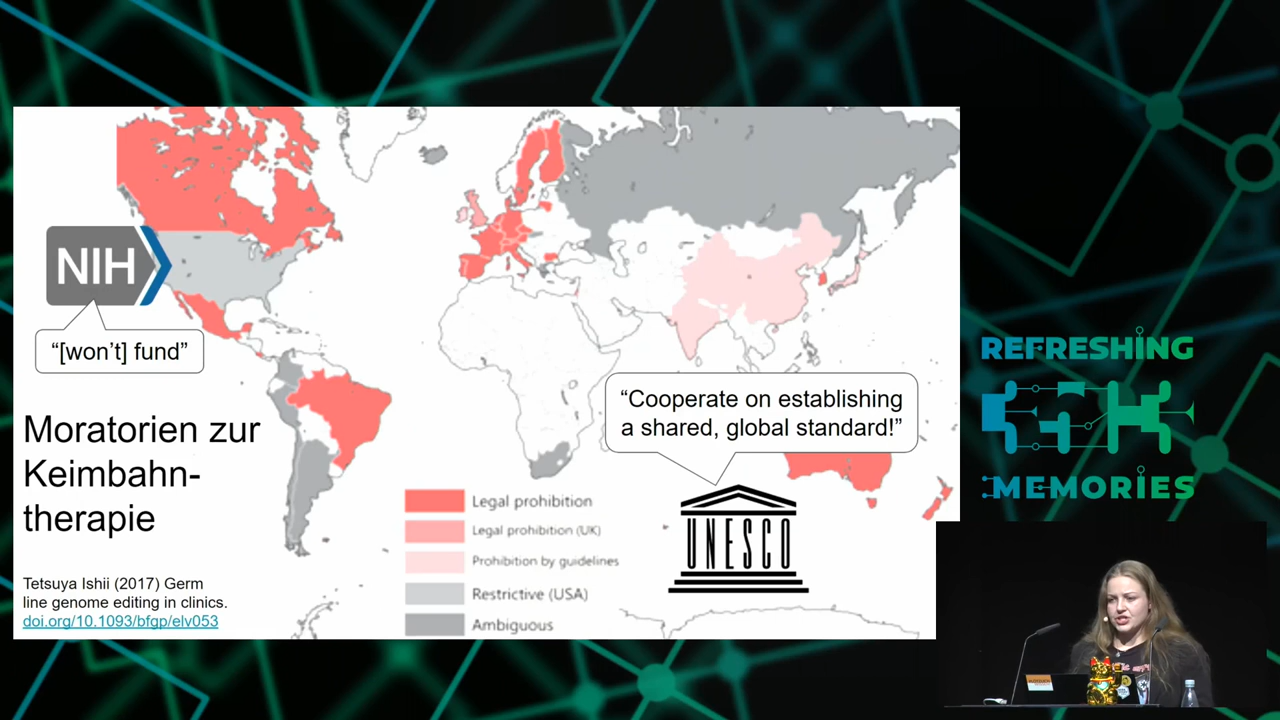 NIH
“[won’t] fund”
Moratorien zur
Keimbahn-
therapie
Tetsuya Ishii (2017) Germ
line genome editing in clinics.
doi.org/10.1093/bfgp/elv053
“Cooperate on establishing
a shared, global standard!”
UNESCO
Legal prohibition
Legal prohibition (UK)
Prohibition by guidelines
Restrictive (USA)
Ambiguous
REFRESHING
37C3
MEMORIES